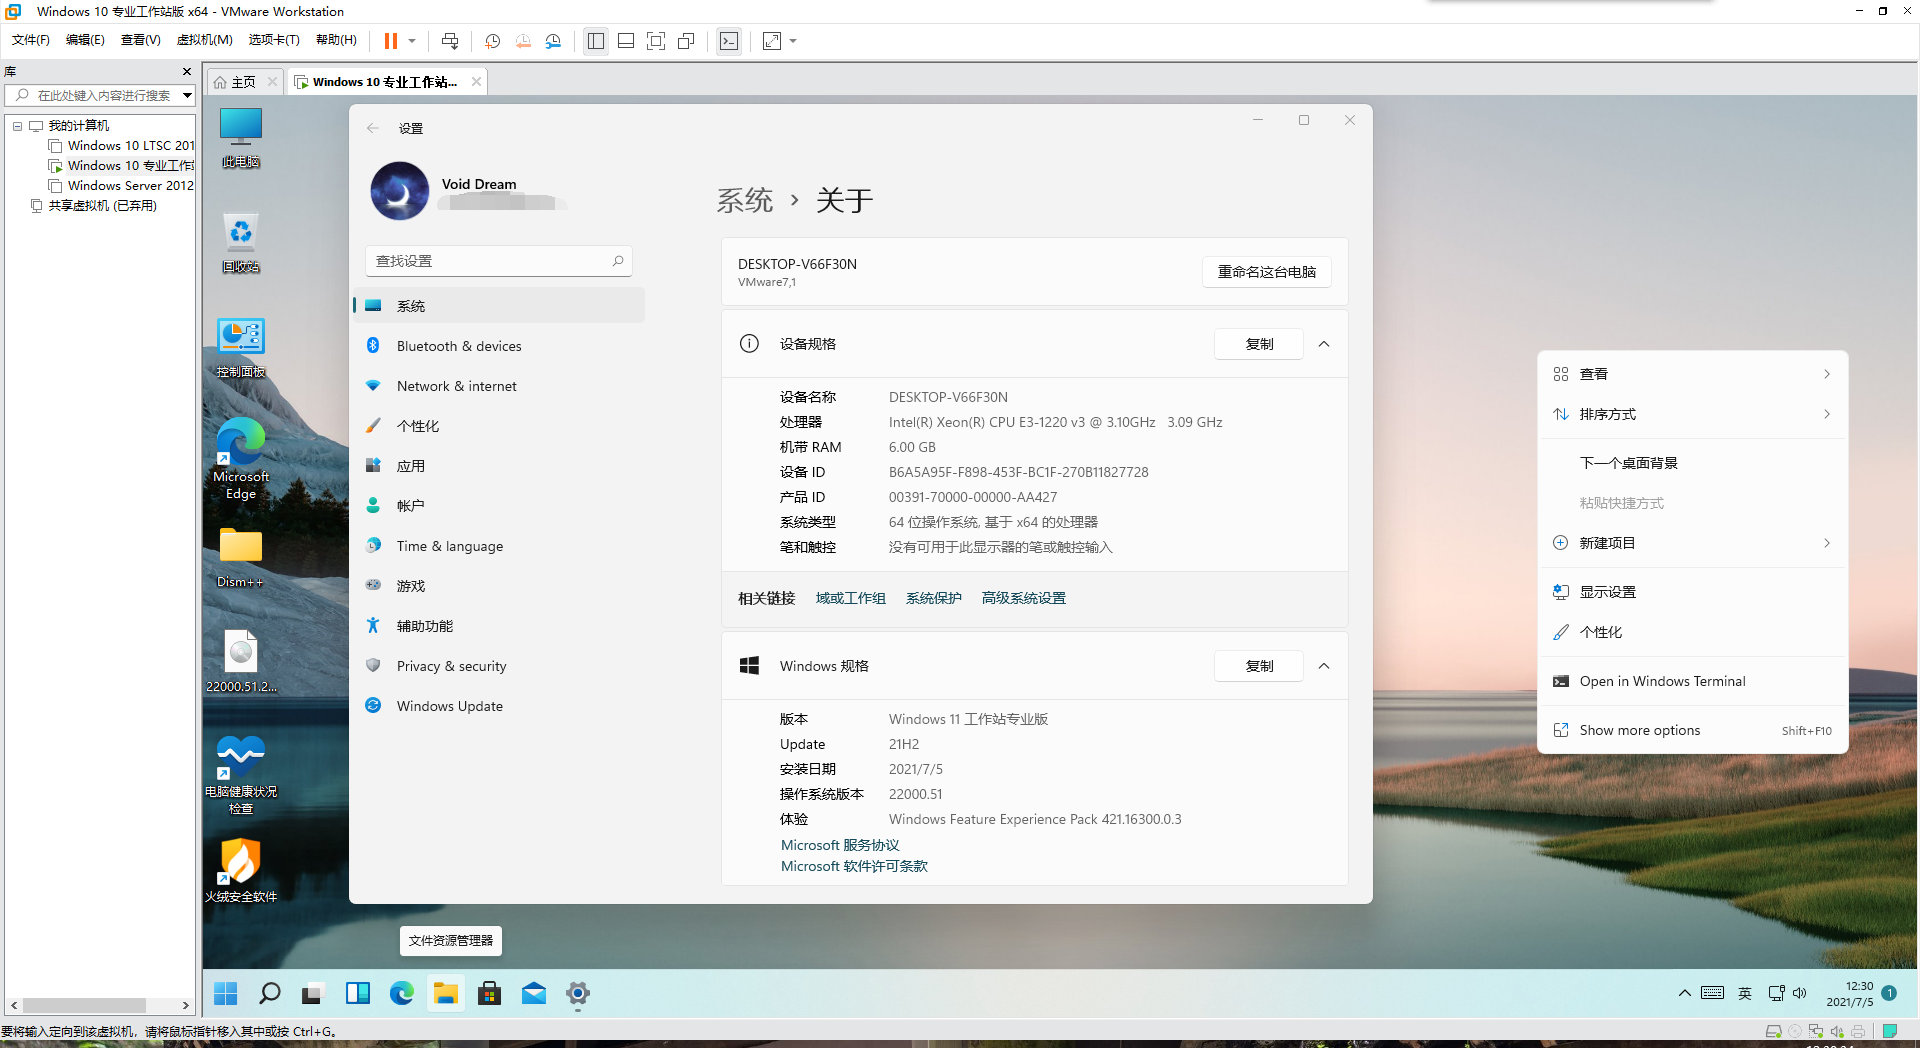 Windows 10 专业工作站版 x64 - VMware Workstation
文件(F) 编辑(E) 查看(V) 虚拟机(M) 选项卡(T) 帮助(H)
库
在此处键入内容进行搜索
我的计算机
Windows 10 LTSC 201
Windows 10 专业工作站
Windows Server 2012
共享虚拟机 (已弃用)
主页
Windows 10 专业工作站...
此电脑
回收站
控制面板
Microsoft
Edge
Dism++
22000.51.2...
电脑健康状况
检查
火绒安全软件
设置
Void Dream
查找设置
系统
Bluetooth & devices
Network & internet
个性化
应用
帐户
Time & language
游戏
辅助功能
Privacy & security
Windows Update
系统 › 关于
DESKTOP-V66F30N
VMware7,1
重命名这台电脑
设备规格
复制
设备名称 DESKTOP-V66F30N
处理器 Intel(R) Xeon(R) CPU E3-1220 v3 @ 3.10GHz 3.09 GHz
机带 RAM 6.00 GB
设备 ID B6A5A95F-F898-453F-BC1F-270B11827728
产品 ID 00391-70000-00000-AA427
系统类型 64 位操作系统, 基于 x64 的处理器
笔和触控 没有可用于此显示器的笔或触控输入
相关链接 域或工作组 系统保护 高级系统设置
Windows 规格
复制
版本 Windows 11 工作站专业版
Update 21H2
安装日期 2021/7/5
操作系统版本 22000.51
体验 Windows Feature Experience Pack 421.16300.0.3
Microsoft 服务协议
Microsoft 软件许可条款
查看
排序方式
下一个桌面背景
粘贴快捷方式
新建项目
显示设置
个性化
Open in Windows Terminal
Show more options Shift+F10
文件资源管理器
英
12:30
2021/7/5
1
要将输入定向到该虚拟机，请将鼠标指针移入其中或按 Ctrl+G。